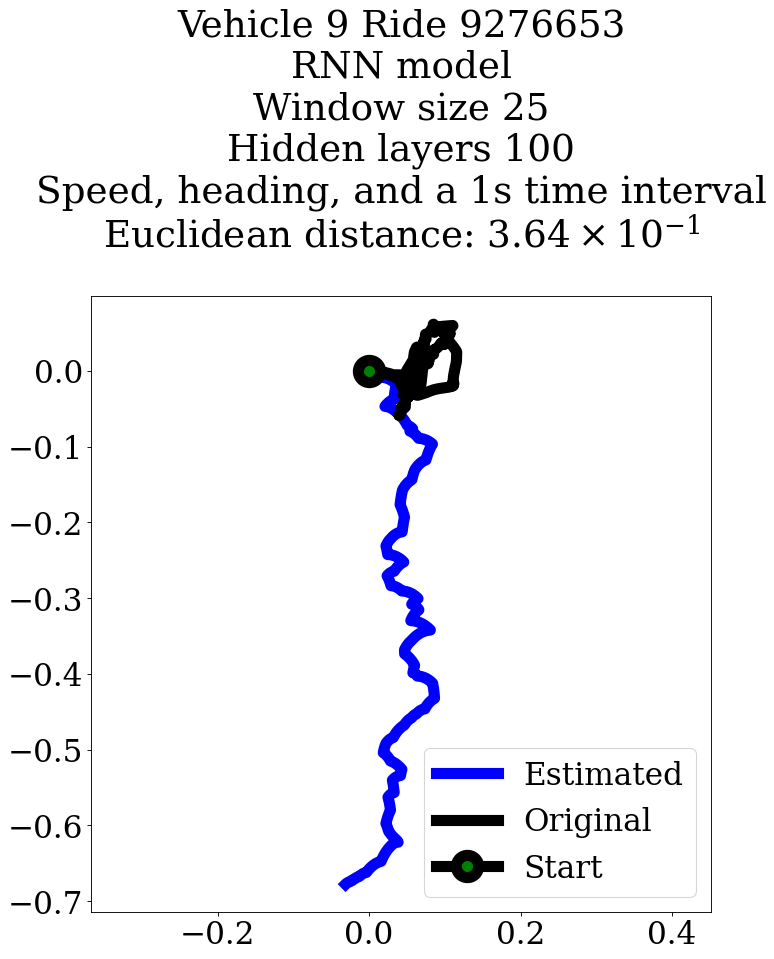 Vehicle 9 Ride 9276653
RNN model
Window size 25
Hidden layers 100
Speed, heading, and a 1s time interval
Euclidean distance: 3.64 × 10⁻¹
0.0
−0.1
−0.2
−0.3
−0.4
−0.5
−0.6
−0.7
Estimated
Original
Start
−0.2 0.0 0.2 0.4